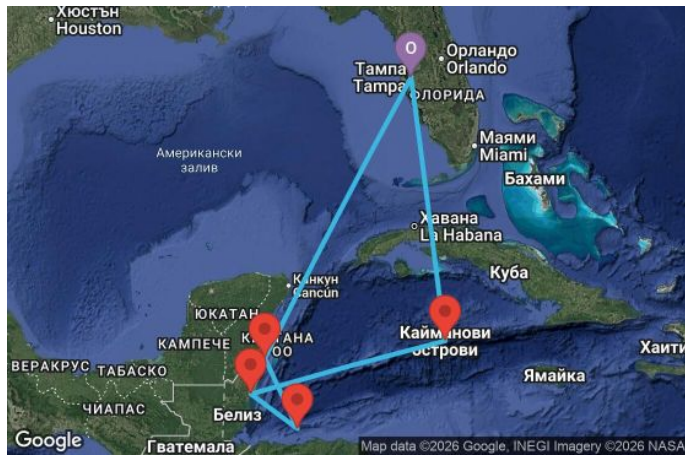 Хюстън
Houston
O
Орландо
Orlando
Тампа
Tampa
ФЛОРИДА
Маями
Miami
Американски
залив
Бахами
Хавана
La Habana
Канкун
Cancún
Куба
ЮКАТАН
КАМПЕЧЕ
Кайманови
острови
ВЕРАКРУС
ТАБАСКО
Хаити
Ямайка
ЧИАПАС
Белиз
Гватемала
Google
Map data ©2026 Google, INEGI Imagery ©2026 NASA